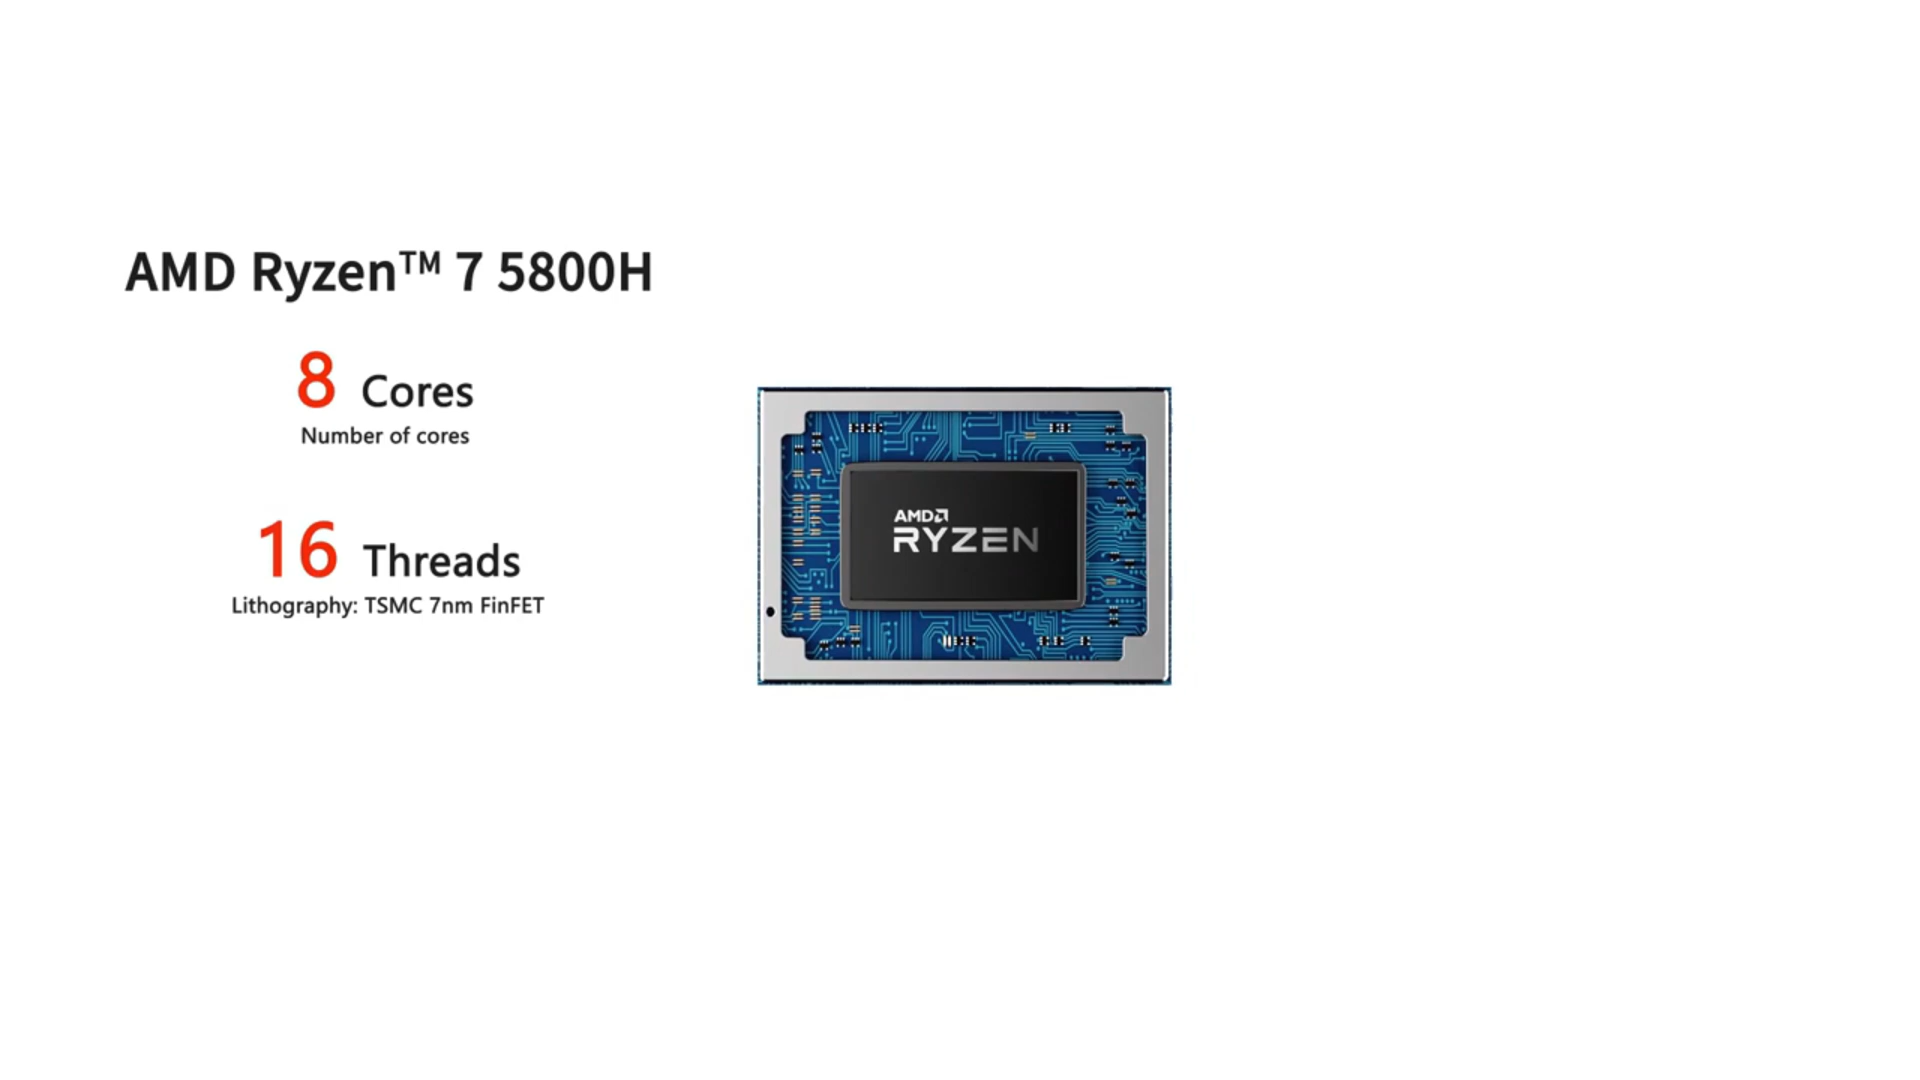 AMD Ryzen™ 7 5800H
8 Cores
Number of cores
16 Threads
Lithography: TSMC 7nm FinFET
AMD
RYZEN